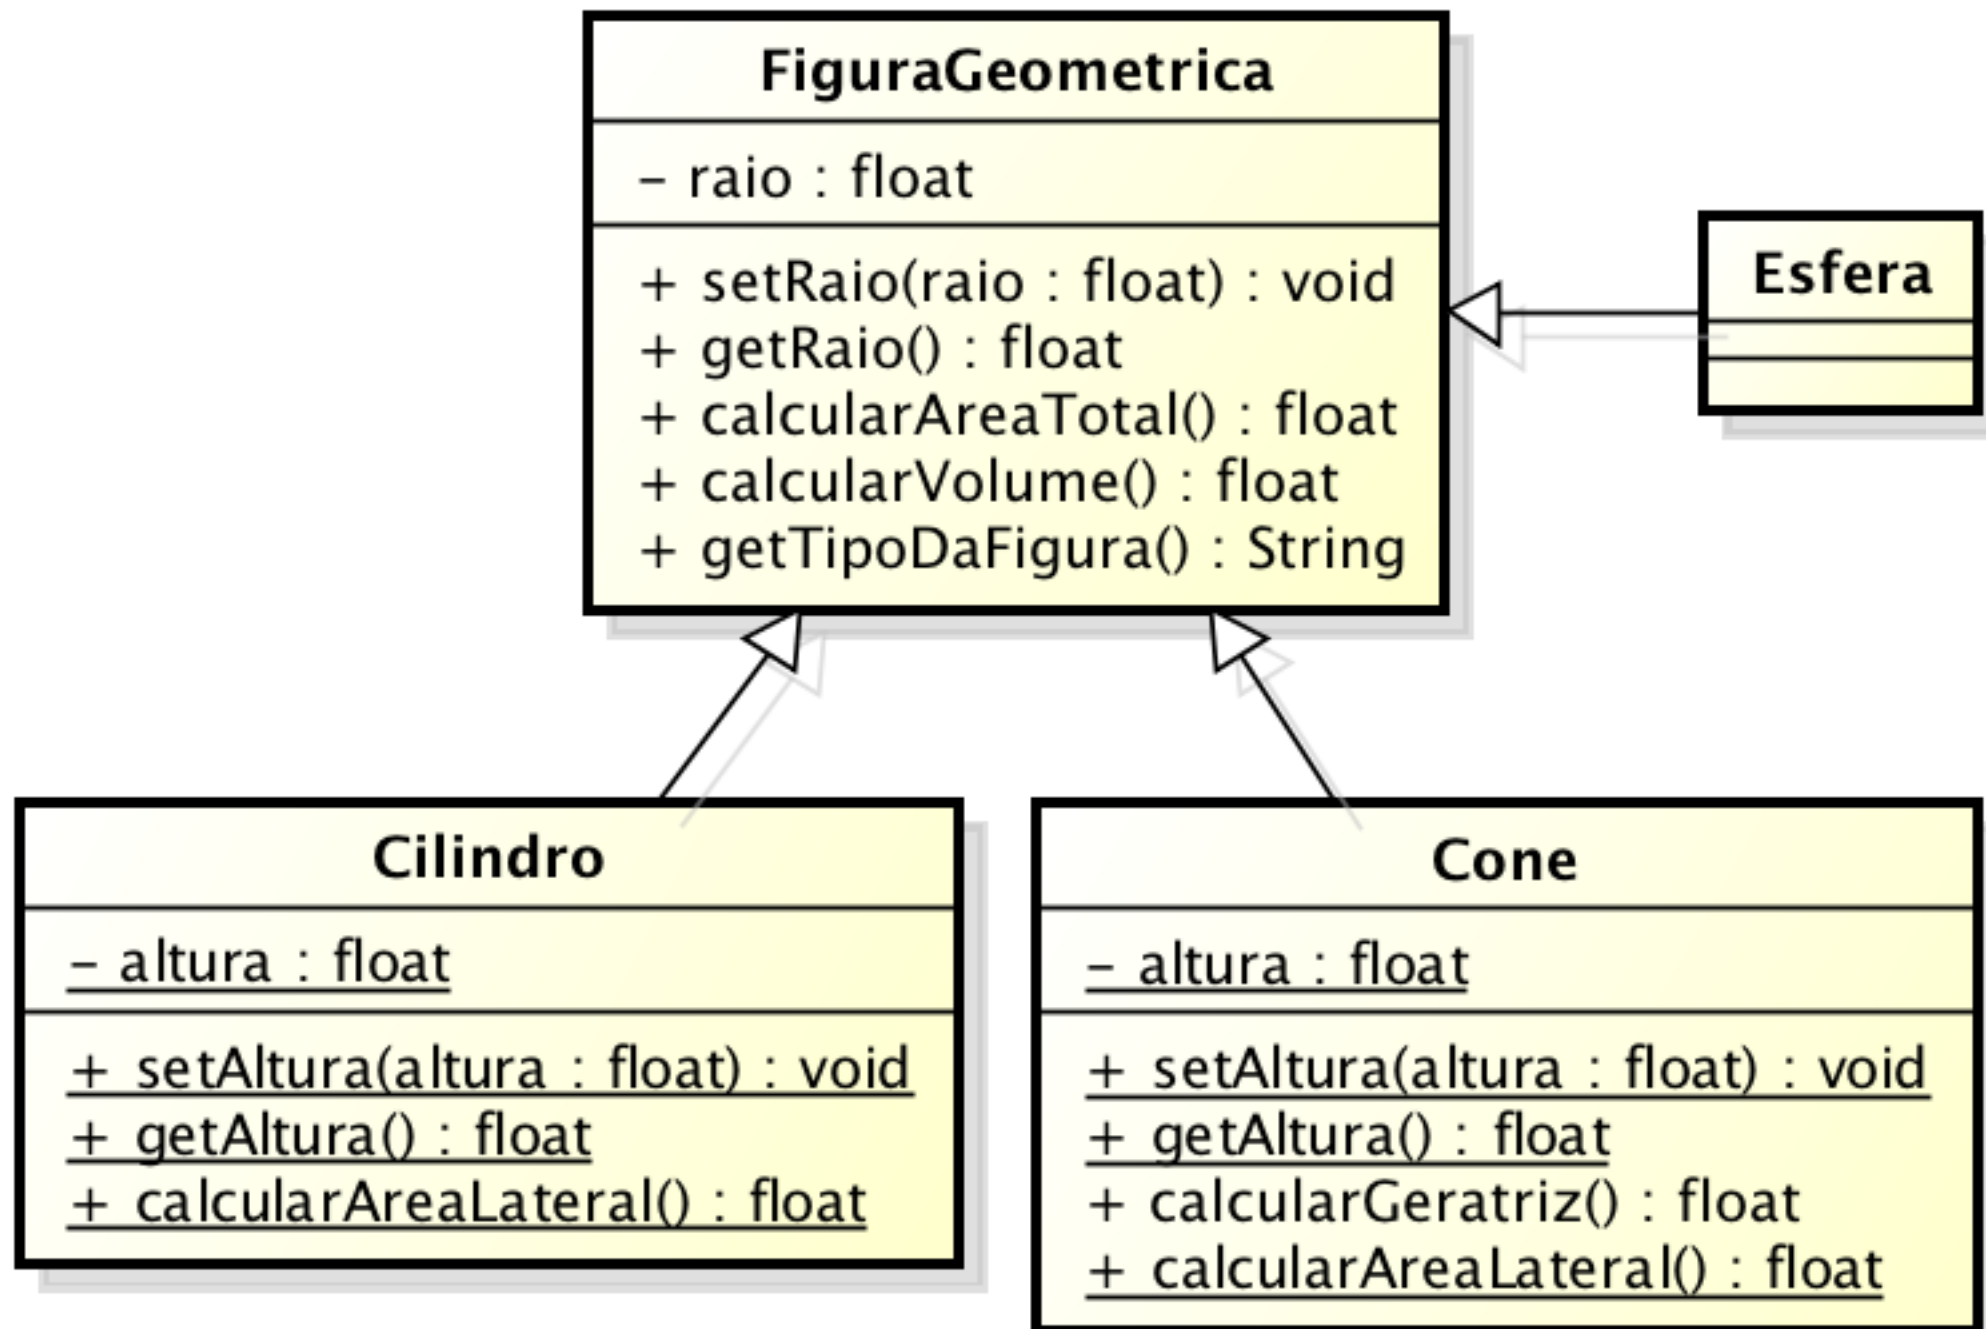 FiguraGeometrica
- raio : float
+ setRaio(raio : float) : void
+ getRaio() : float
+ calcularAreaTotal() : float
+ calcularVolume() : float
+ getTipoDaFigura() : String
Esfera
Cilindro
- altura : float
+ setAltura(altura : float) : void
+ getAltura() : float
+ calcularAreaLateral() : float
Cone
- altura : float
+ setAltura(altura : float) : void
+ getAltura() : float
+ calcularGeratriz() : float
+ calcularAreaLateral() : float